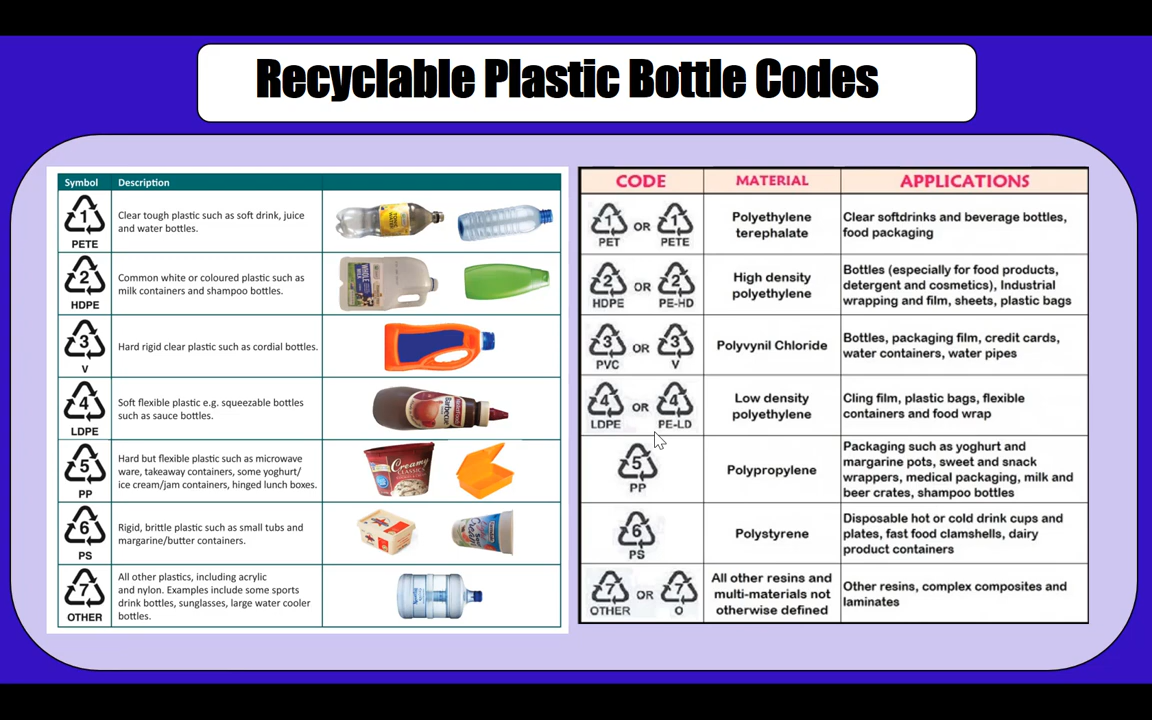 Recyclable Plastic Bottle Codes
Symbol Description
1
PETE
Clear tough plastic such as soft drink, juice
and water bottles.
2
HDPE
Common white or coloured plastic such as
milk containers and shampoo bottles.
3
V
Hard rigid clear plastic such as cordial bottles.
4
LDPE
Soft flexible plastic e.g. squeezable bottles
such as sauce bottles.
5
PP
Hard but flexible plastic such as microwave
ware, takeaway containers, some yoghurt/
ice cream/jam containers, hinged lunch boxes.
Creamy
CLASSICS
6
PS
Rigid, brittle plastic such as small tubs and
margarine/butter containers.
7
OTHER
All other plastics, including acrylic
and nylon. Examples include some sports
drink bottles, sunglasses, large water cooler
bottles.
CODE MATERIAL APPLICATIONS
1 OR 1
PET PETE
Polyethylene
terephalate
Clear softdrinks and beverage bottles,
food packaging
2 OR 2
HDPE PE-HD
High density
polyethylene
Bottles (especially for food products,
detergent and cosmetics), Industrial
wrapping and film, sheets, plastic bags
3 OR 3
PVC V
Polyvynil Chloride
Bottles, packaging film, credit cards,
water containers, water pipes
4 OR 4
LDPE PE-LD
Low density
polyethylene
Cling film, plastic bags, flexible
containers and food wrap
5
PP
Polypropylene
Packaging such as yoghurt and
margarine pots, sweet and snack
wrappers, medical packaging, milk and
beer crates, shampoo bottles
6
PS
Polystyrene
Disposable hot or cold drink cups and
plates, fast food clamshells, dairy
product containers
7 OR 7
OTHER O
All other resins and
multi-materials not
otherwise defined
Other resins, complex composites and
laminates